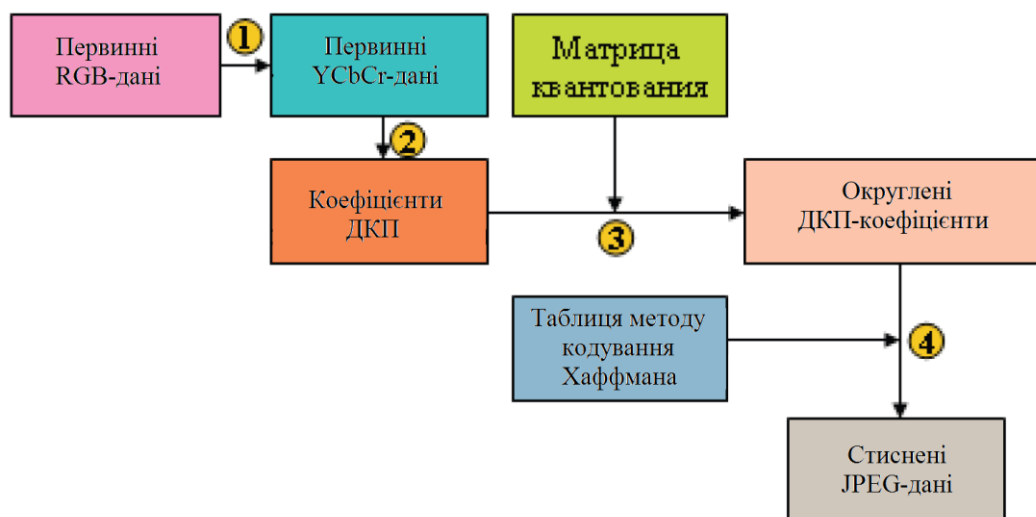 Первинні
RGB-дані
1
Первинні
YCbCr-дані
Матрица
квантования
2
Коефіцієнти
ДКП
3
Округлені
ДКП-коефіцієнти
Таблиця методу
кодування
Хаффмана
4
Стиснені
JPEG-дані